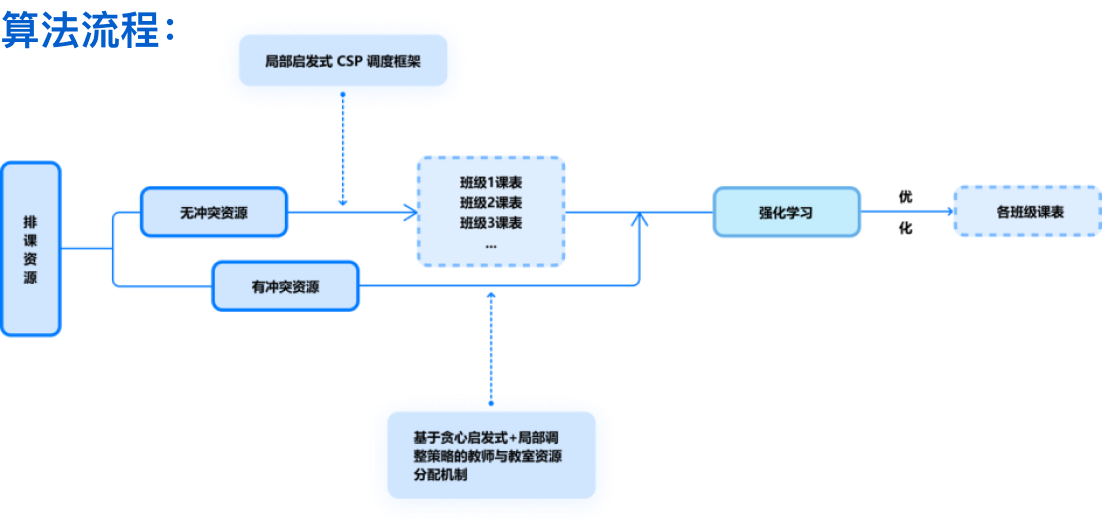 算法流程：
局部启发式 CSP 调度框架
排
课
资
源
无冲突资源
班级1课表
班级2课表
班级3课表
...
有冲突资源
强化学习
优
化
各班级课表
基于贪心启发式+局部调
整策略的教师与教室资源
分配机制